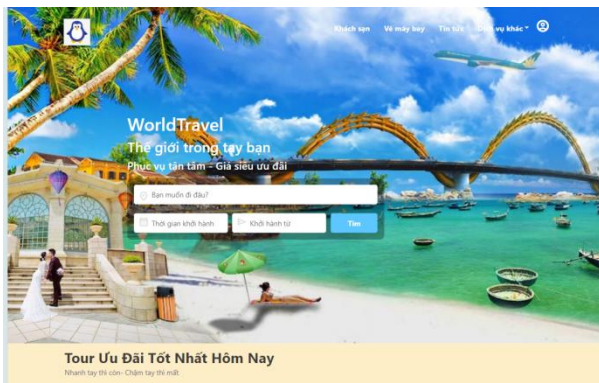 Khách sạn Vé máy bay Tin tức Dịch vụ khác
WorldTravel
Thế giới trong tay bạn
Phục vụ tận tâm - Giá siêu ưu đãi
Bạn muốn đi đâu?
Thời gian khởi hành Khởi hành từ Tìm
Tour Ưu Đãi Tốt Nhất Hôm Nay
Nhanh tay thì còn- Chậm tay thì mất